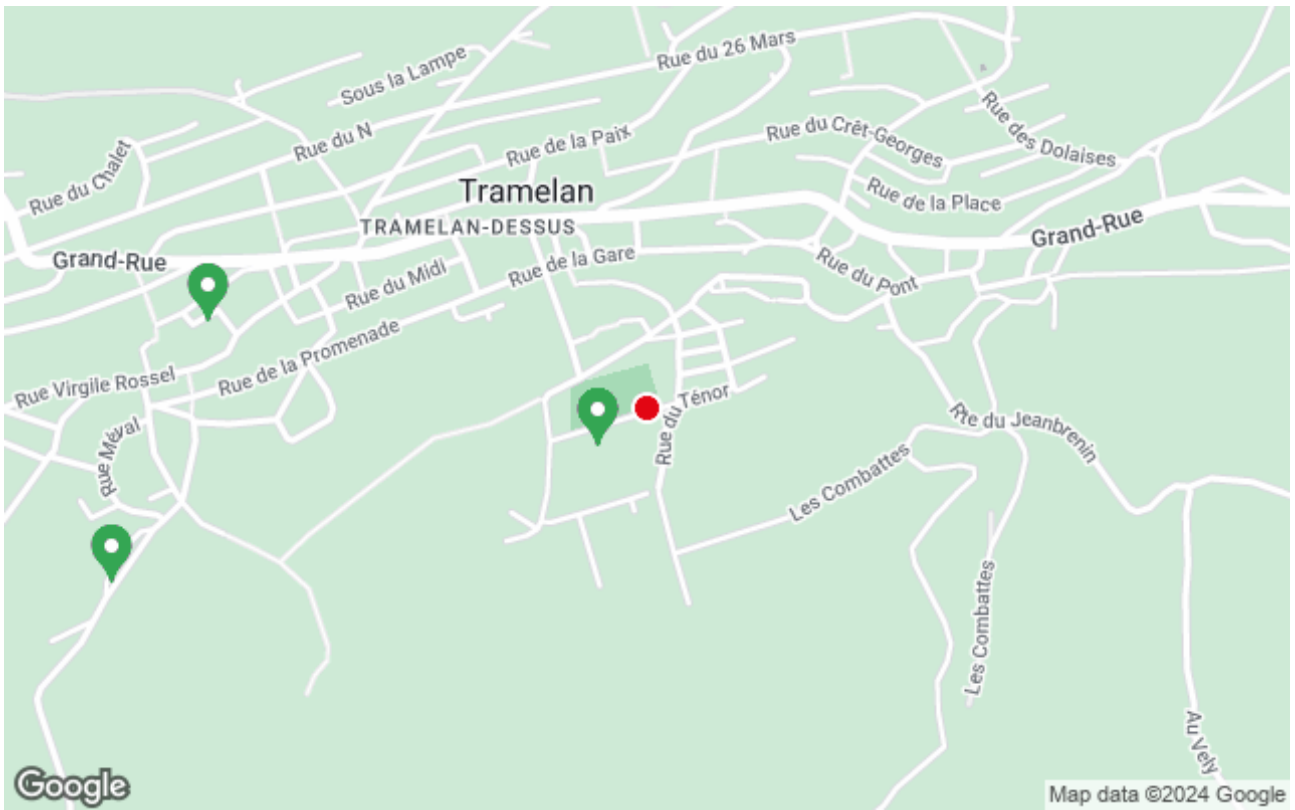 Rue du 26 Mars
Sous la Lampe
Rue du N
Rue de la Paix
Rue du Crêt-Georges
Rue des Dolaises
Rue du Chalet
Tramelan
TRAMELAN-DESSUS
Rue de la Place
Grand-Rue
Grand-Rue
Rue de la Gare
Rue du Midi
Rue du Pont
Rue de la Promenade
Rue Virgile Rossel
Rue du Ténor
Rte du Jeanbrenin
Rue Méval
Les Combattes
Les Combattes
Au Vely
Google
Map data ©2024 Google